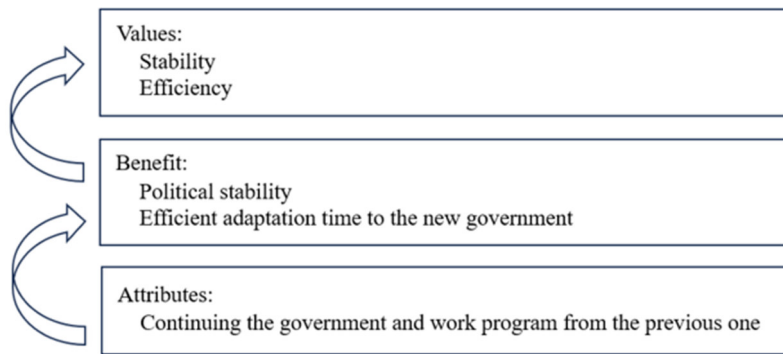 Values:
Stability
Efficiency
Benefit:
Political stability
Efficient adaptation time to the new government
Attributes:
Continuing the government and work program from the previous one